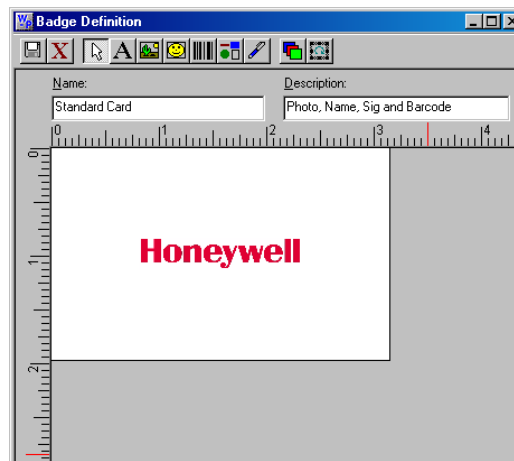 Badge Definition
Name:
Description:
Standard Card
Photo, Name, Sig and Barcode
0 1 2 3 4
0
1
2
Honeywell